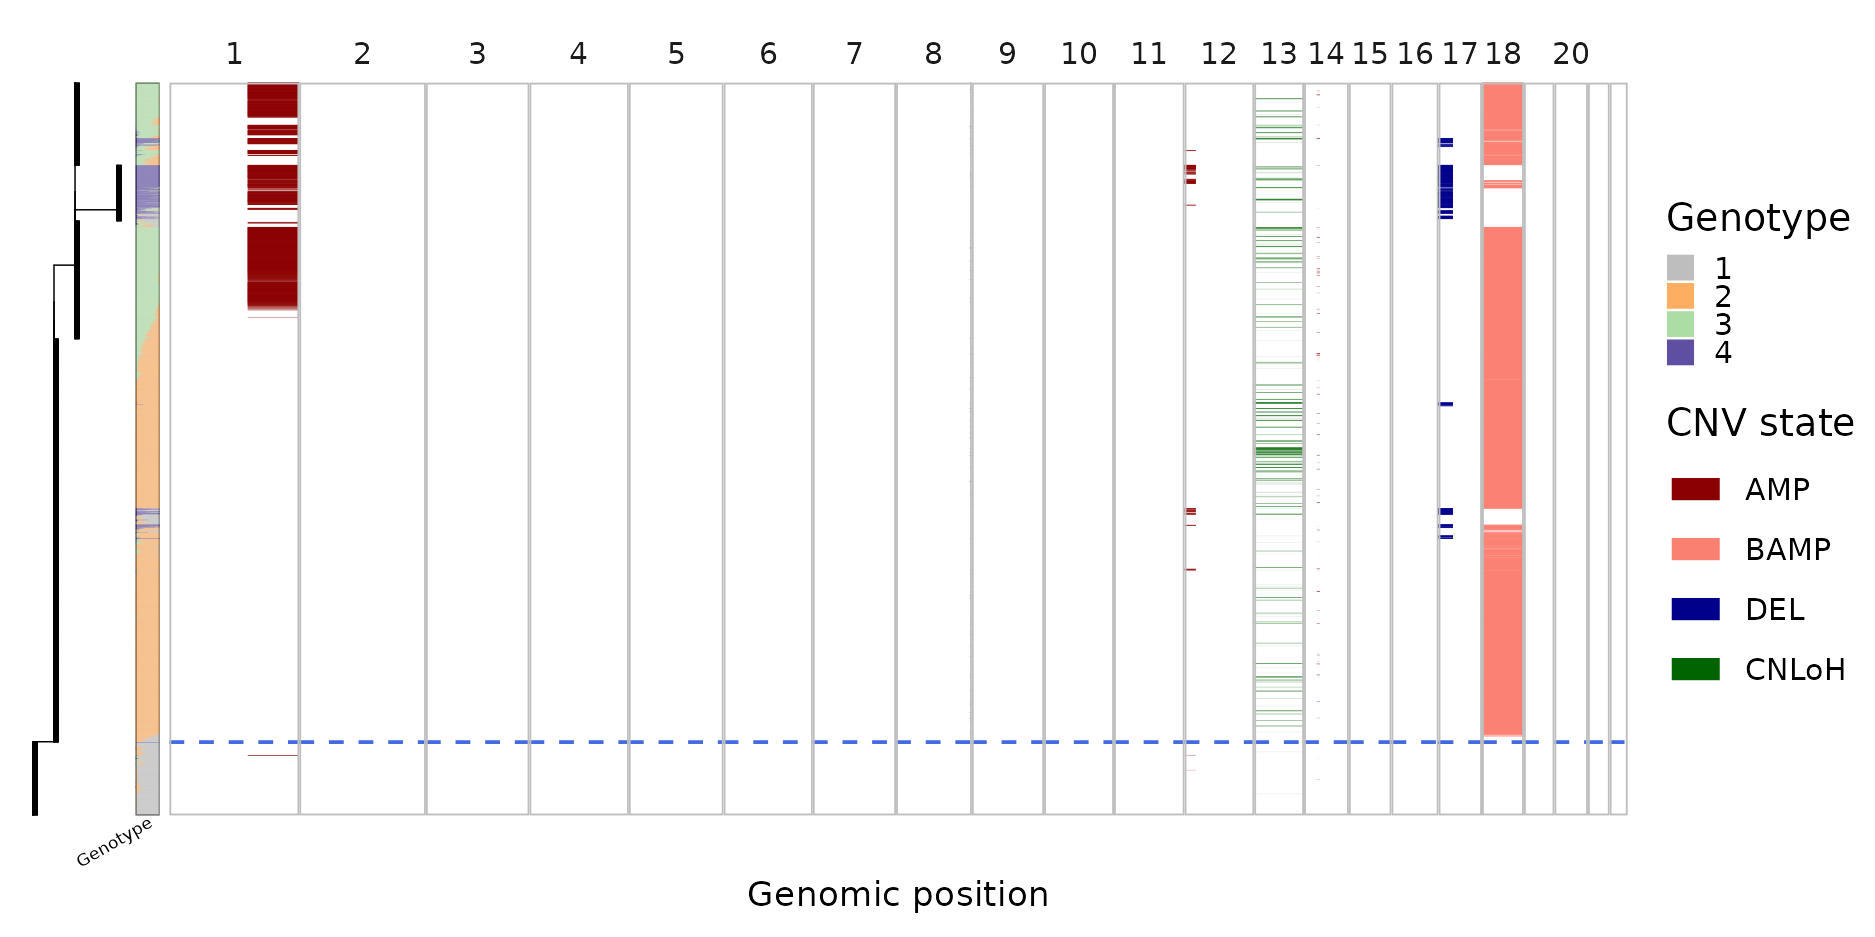 1 2 3 4 5 6 7 8 9 10 11 12 13 14 15 16 17 18 20
Genotype
1
2
3
4
CNV state
AMP
BAMP
DEL
CNLoH
Genotype
Genomic position